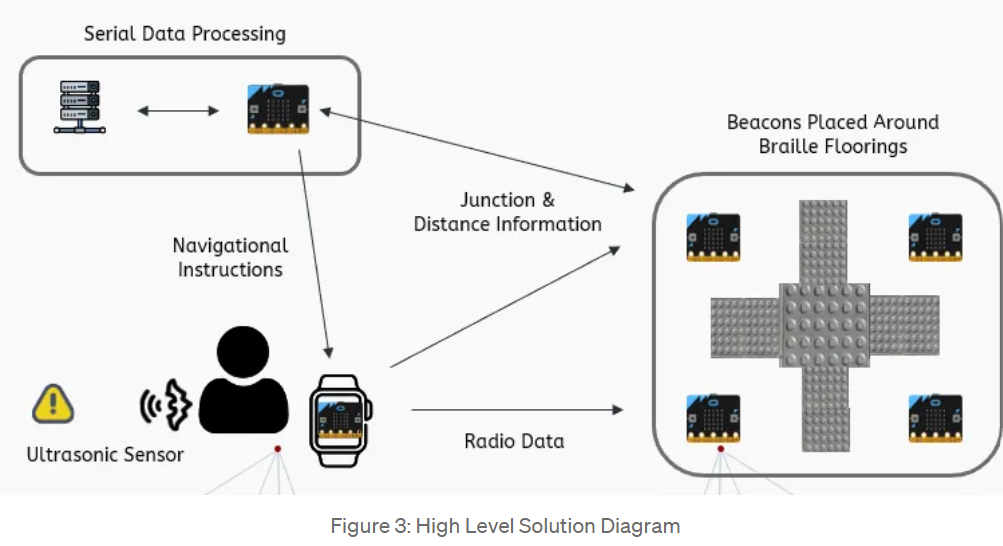 Serial Data Processing
Beacons Placed Around
Braille Floorings
Junction &
Distance Information
Navigational
Instructions
Ultrasonic Sensor
Radio Data
Figure 3: High Level Solution Diagram